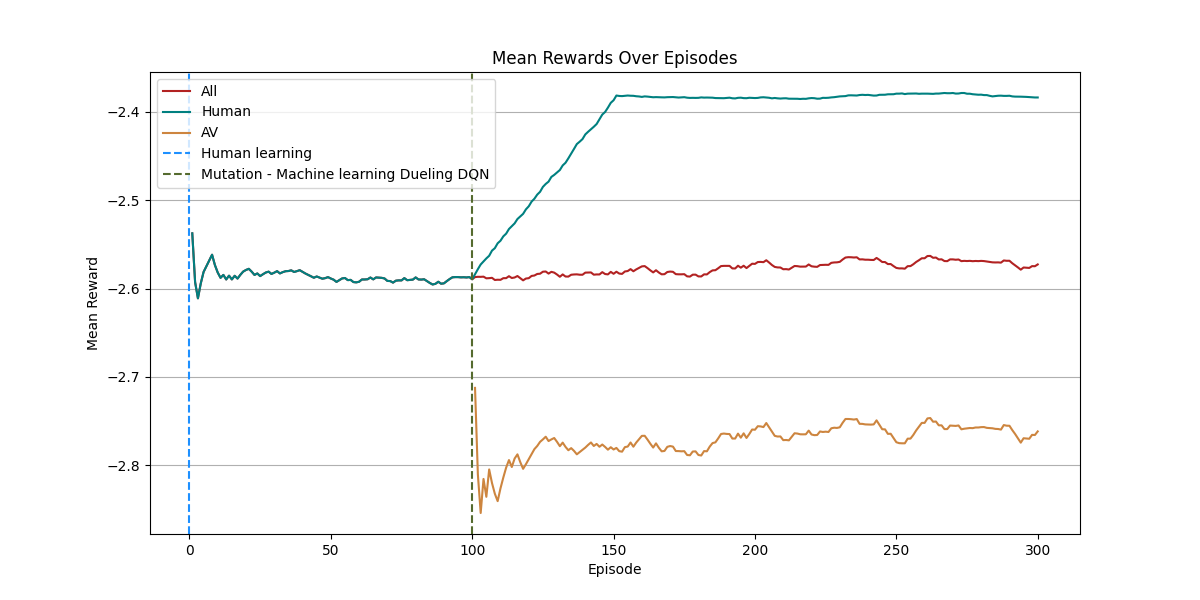 Mean Rewards Over Episodes
All
Human
AV
Human learning
Mutation - Machine learning Dueling DQN
Mean Reward
−2.4
−2.5
−2.6
−2.7
−2.8
0 50 100 150 200 250 300
Episode